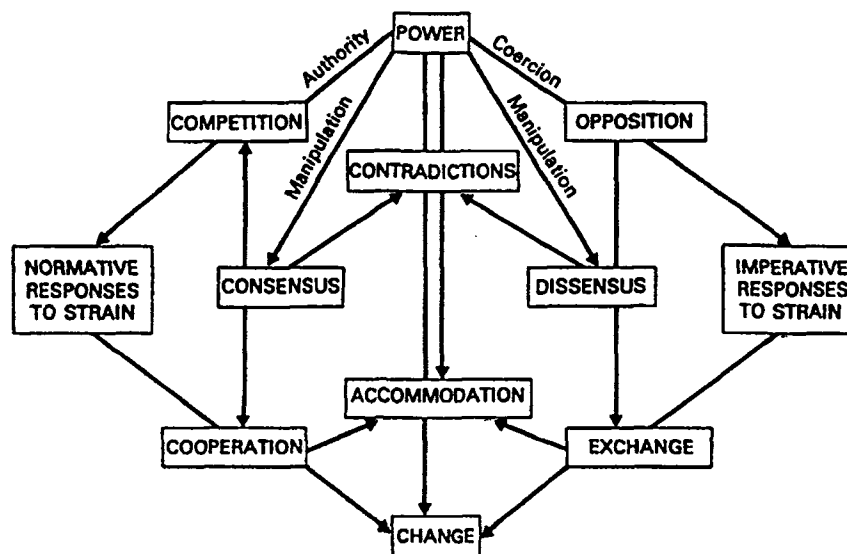 POWER
Authority
Coercion
COMPETITION
OPPOSITION
Manipulation
Manipulation
CONTRADICTIONS
NORMATIVE
RESPONSES
TO STRAIN
CONSENSUS
DISSENSUS
IMPERATIVE
RESPONSES
TO STRAIN
ACCOMMODATION
COOPERATION
EXCHANGE
CHANGE